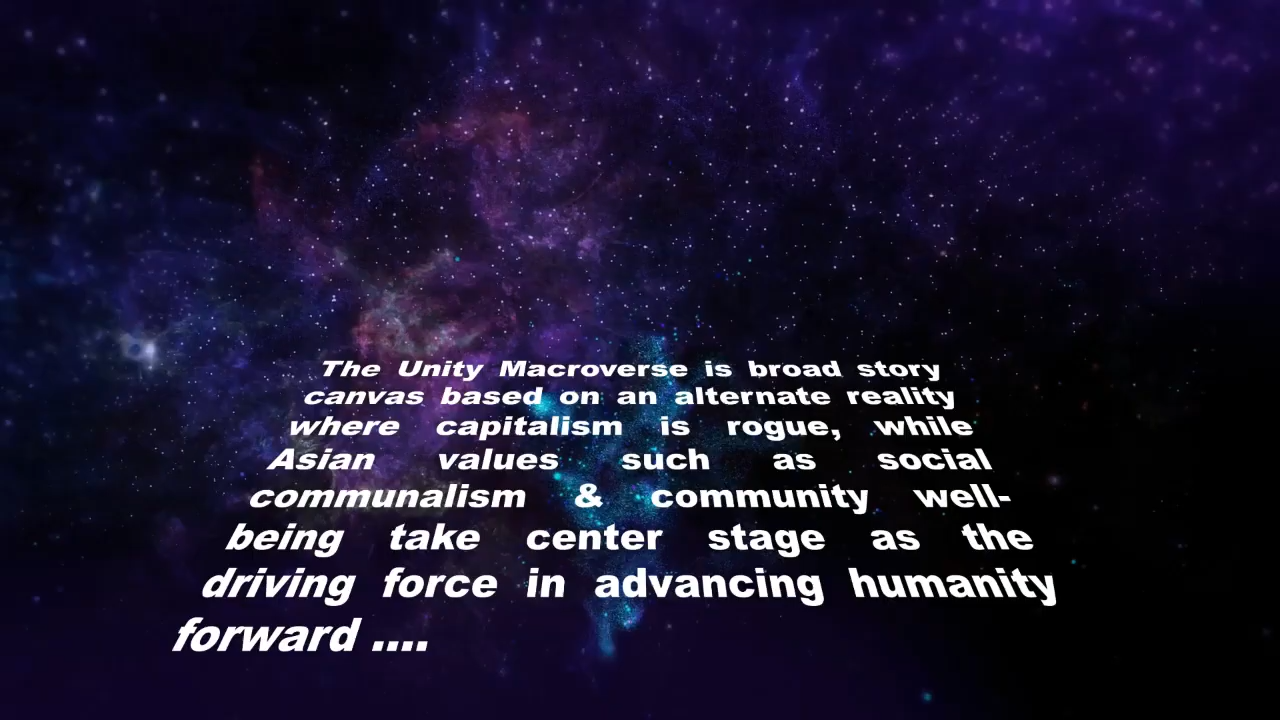 The Unity Macroverse is broad story
canvas based on an alternate reality
where capitalism is rogue, while
Asian values such as social
communalism & community well-
being take center stage as the
driving force in advancing humanity
forward ....